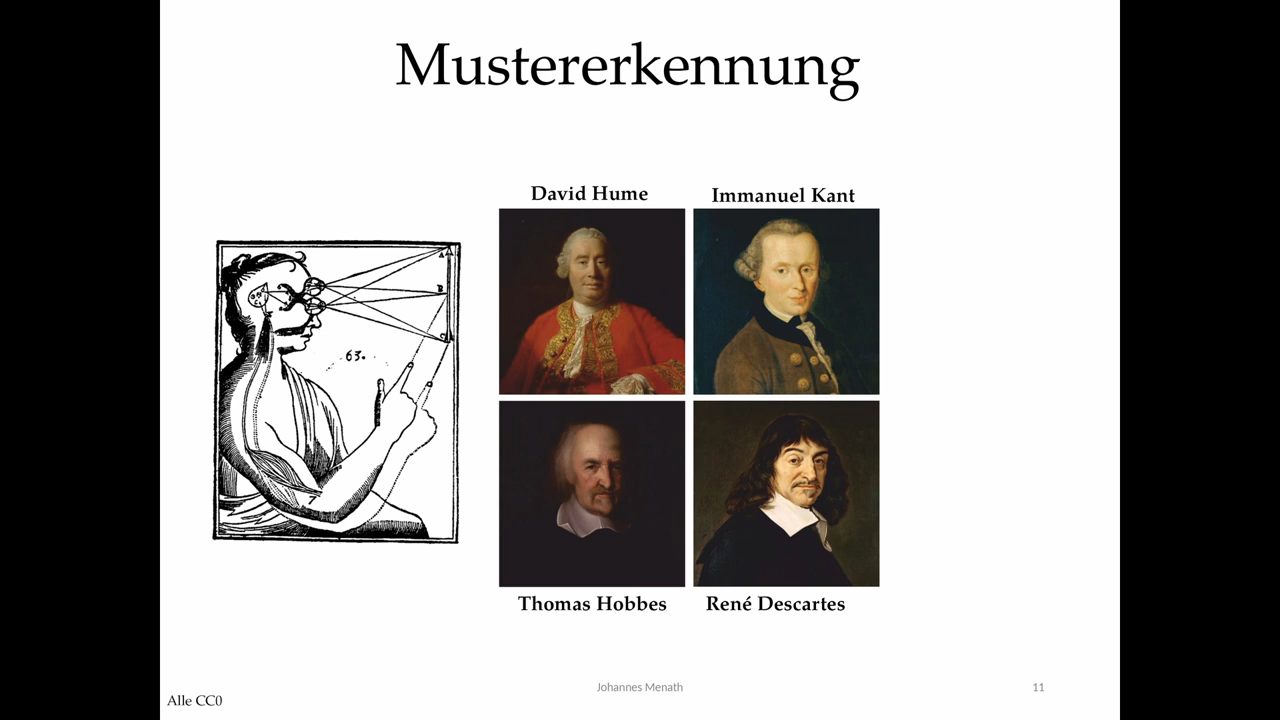 Mustererkennung
David Hume
Immanuel Kant
A
B
C
63.
Thomas Hobbes
René Descartes
Alle CC0
Johannes Menath
11